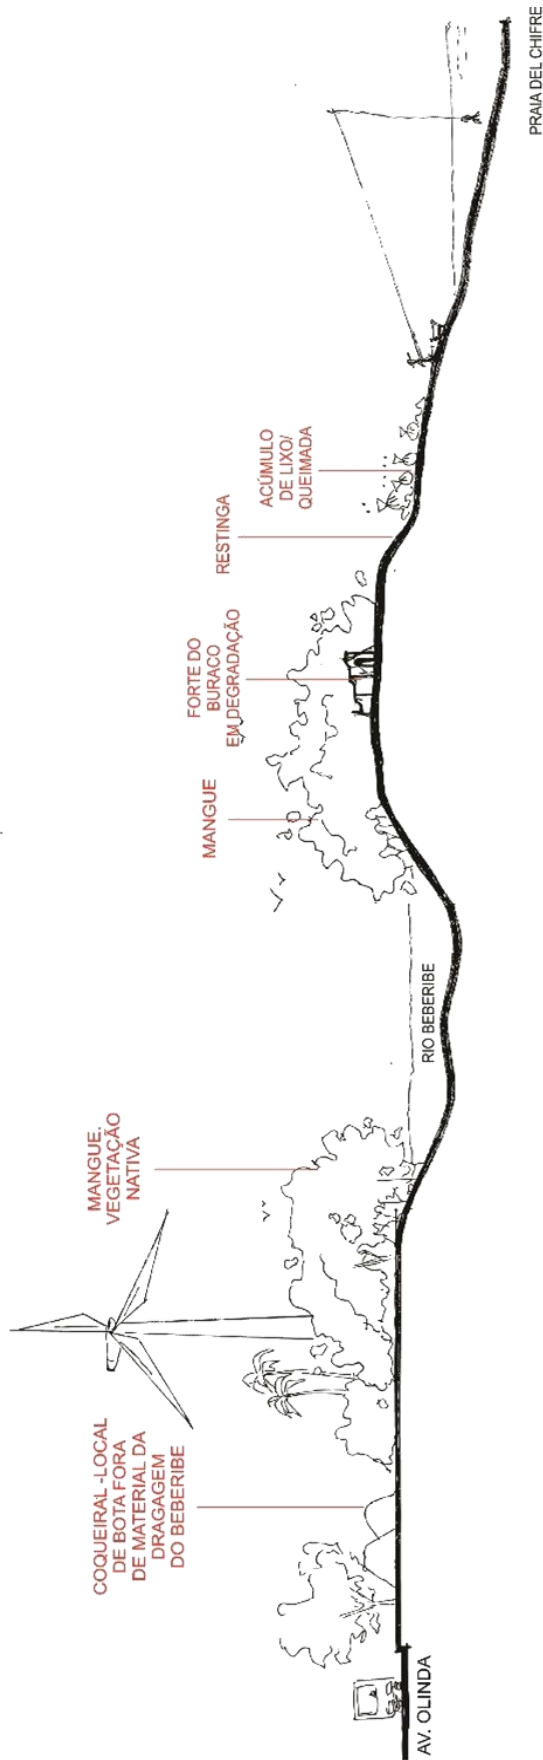 AV. OLINDA
COQUEIRAL -LOCAL
DE BOTA FORA
DE MATERIAL DA
DRAGAGEM
DO BEBERIBE
MANGUE.
VEGETAÇÃO
NATIVA
RIO BEBERIBE
MANGUE
FORTE DO
BURACO
EM DEGRADAÇÃO
RESTINGA
ACÚMULO
DE LIXO/
QUEIMADA
PRAIA DEL CHIFRE